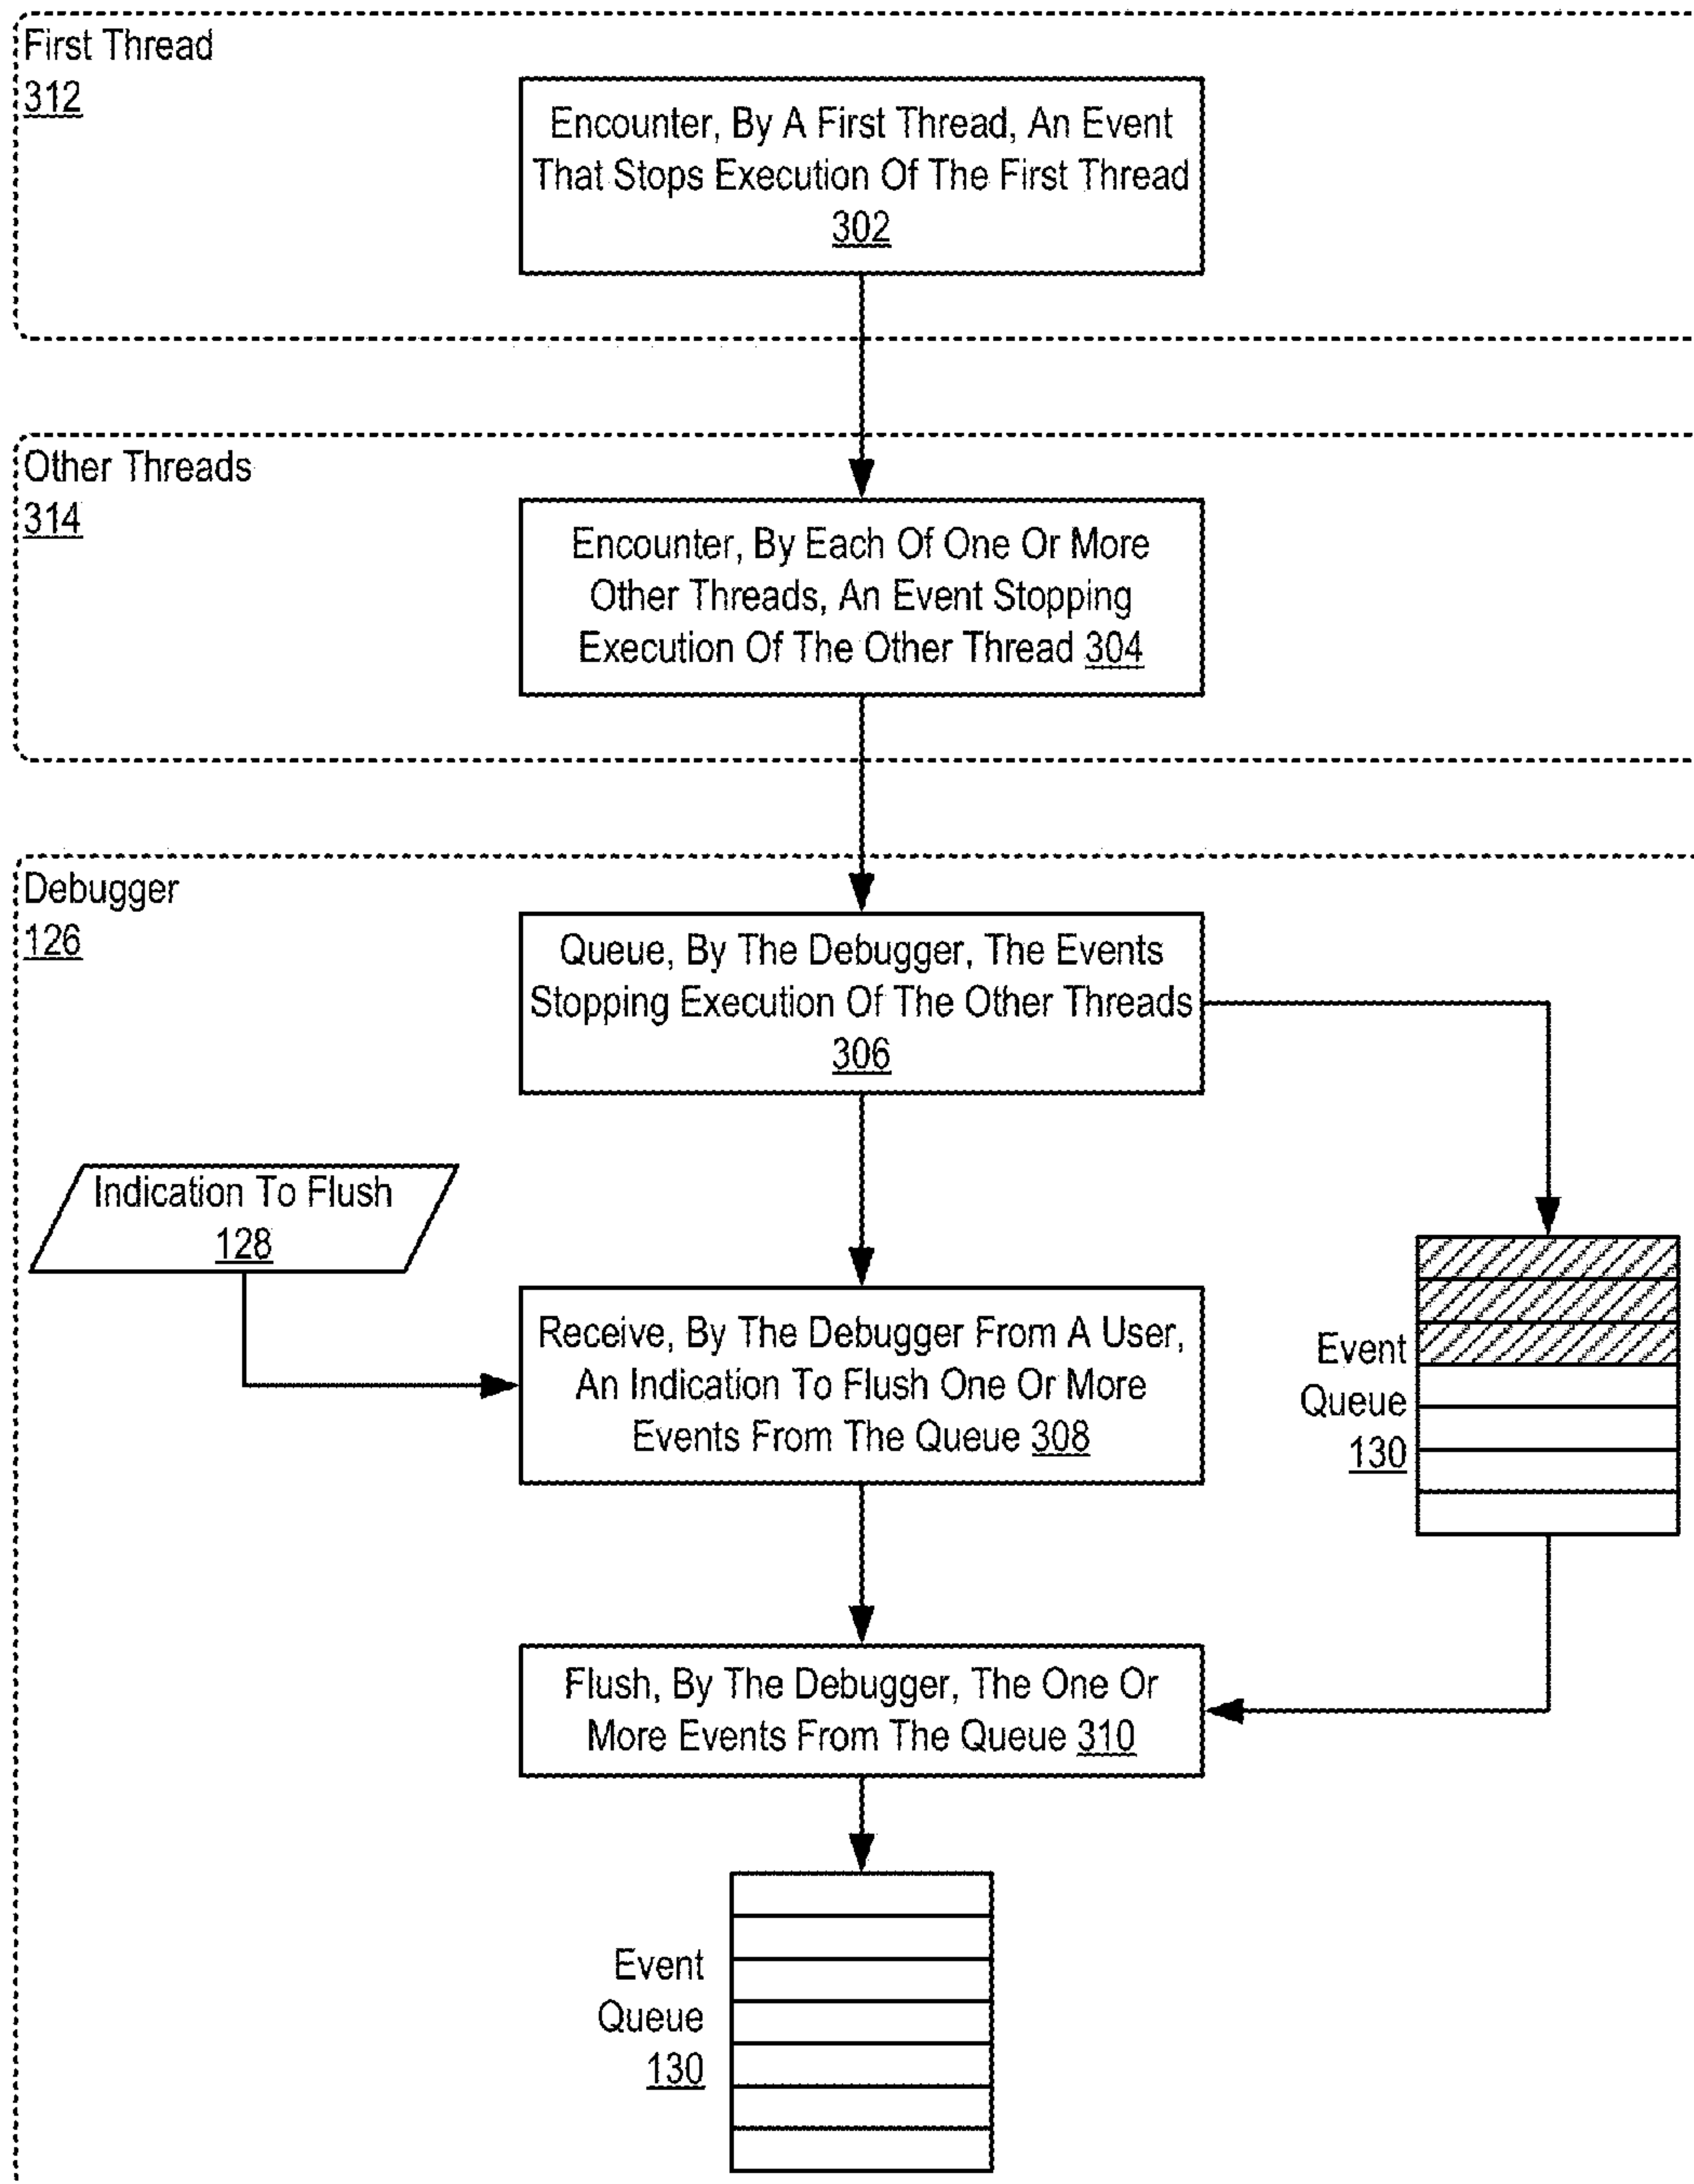 First Thread
312
Encounter, By A First Thread, An Event
That Stops Execution Of The First Thread
302
Other Threads
314
Encounter, By Each Of One Or More
Other Threads, An Event Stopping
Execution Of The Other Thread 304
Debugger
126
Queue, By The Debugger, The Events
Stopping Execution Of The Other Threads
306
Indication To Flush
128
Receive, By The Debugger From A User,
An Indication To Flush One Or More
Events From The Queue 308
Event
Queue
130
Flush, By The Debugger, The One Or
More Events From The Queue 310
Event
Queue
130